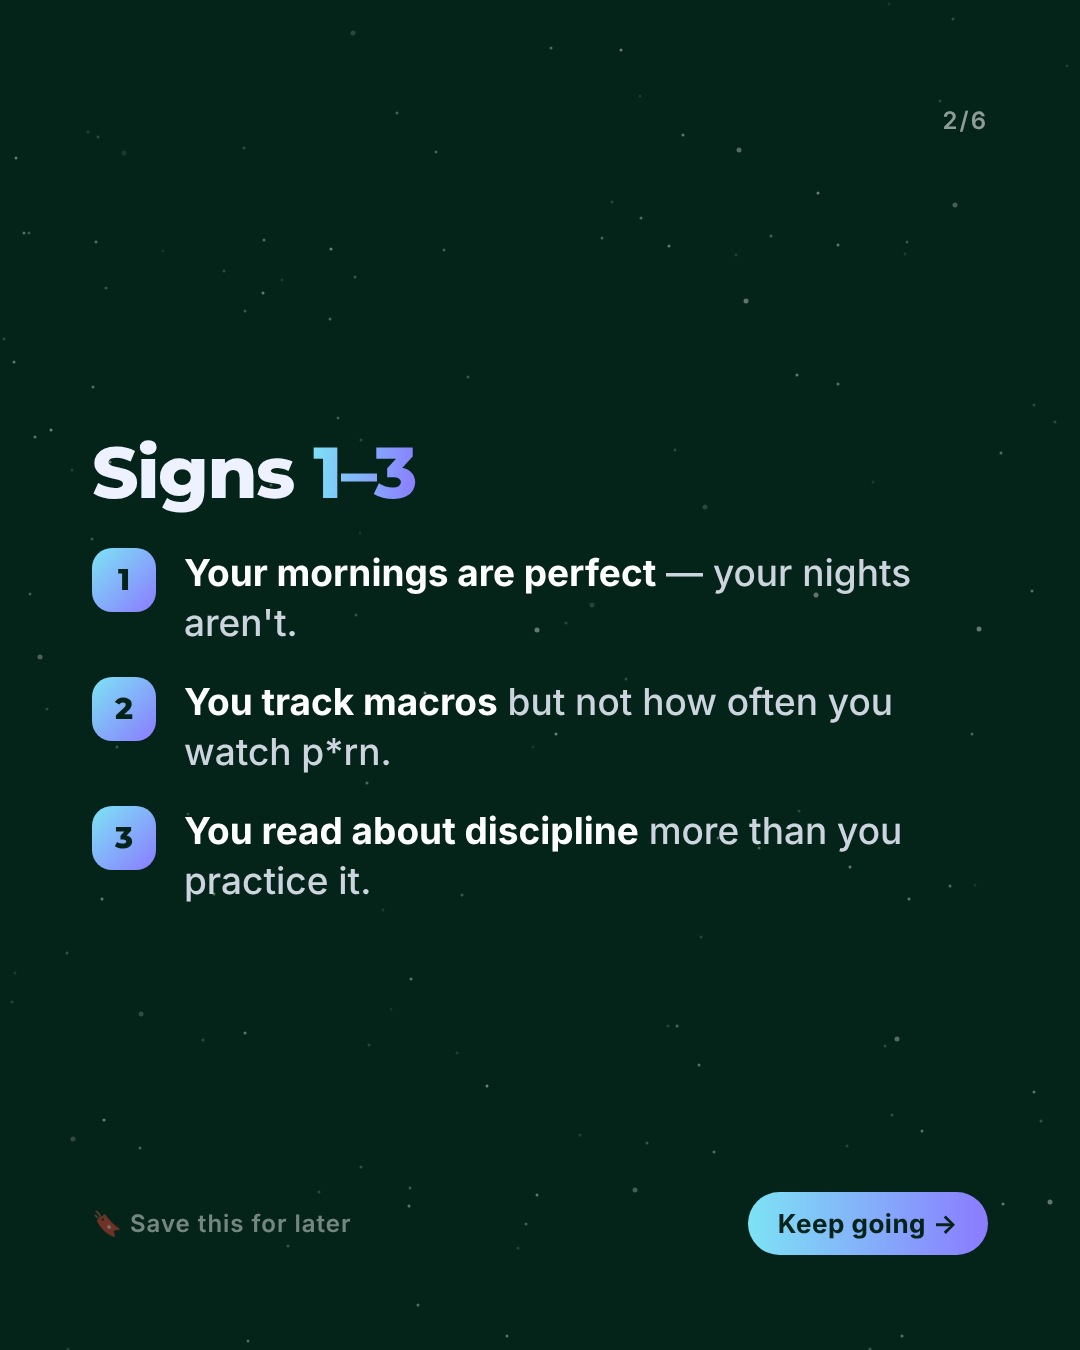 2/6
Signs 1–3
1
Your mornings are perfect — your nights
aren't.
2
You track macros but not how often you
watch p*rn.
3
You read about discipline more than you
practice it.
🔖 Save this for later
Keep going →